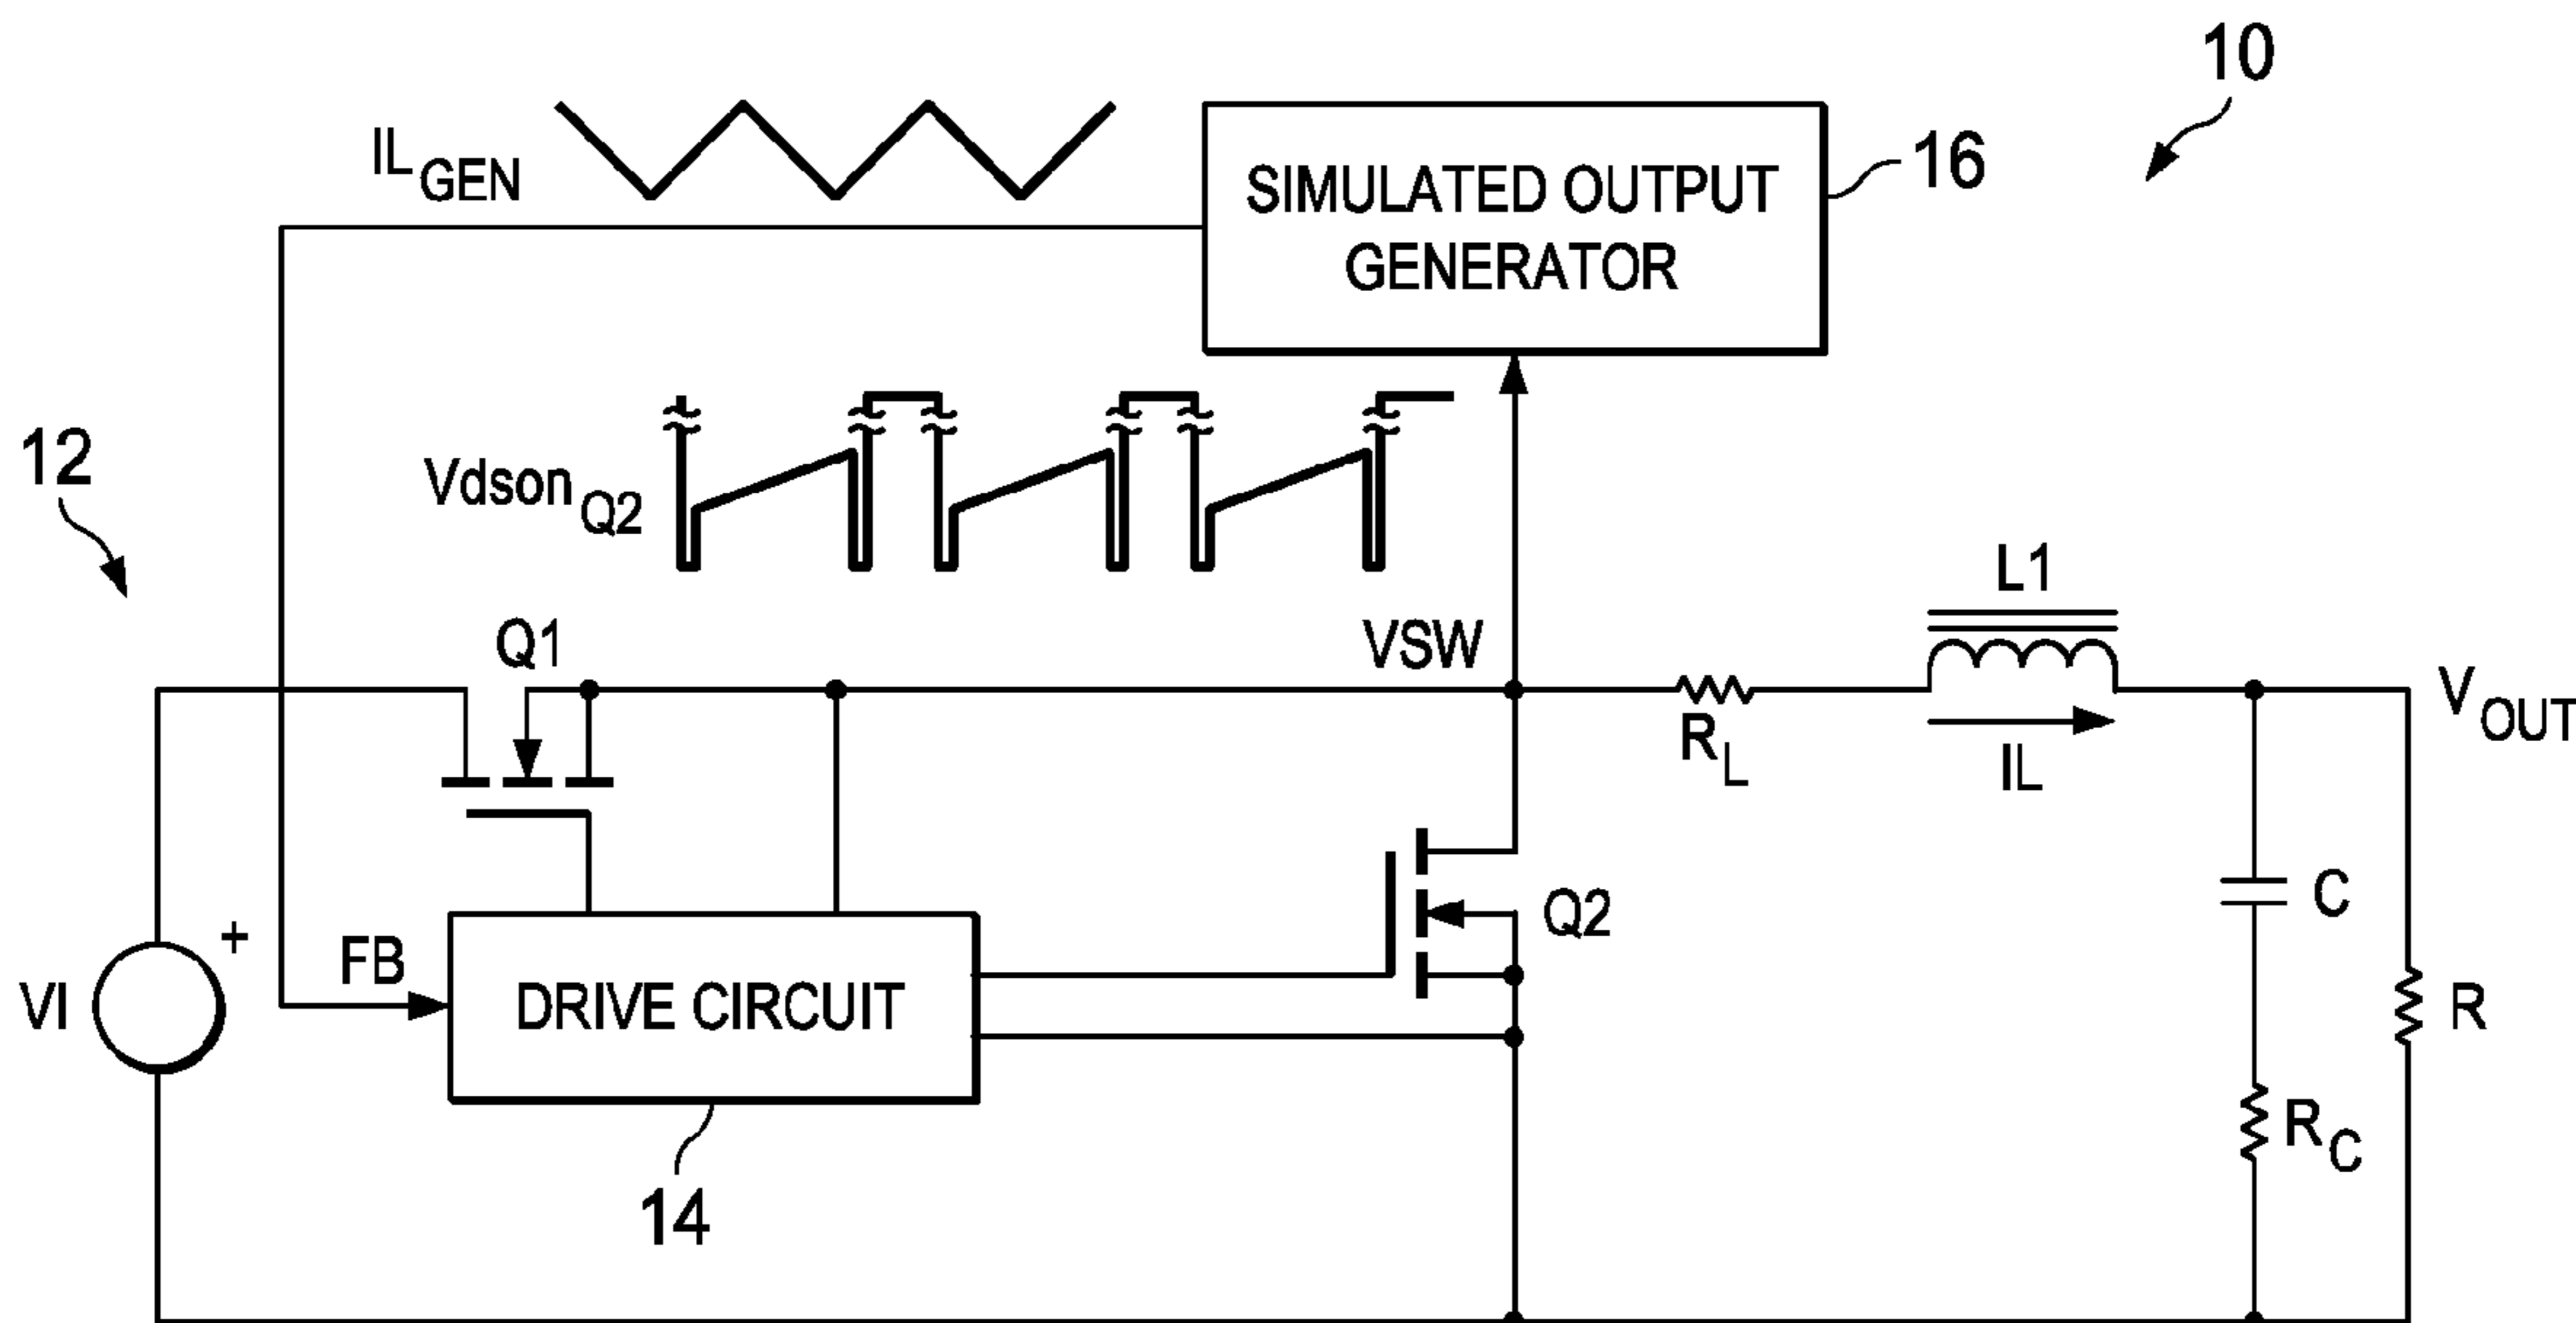 10
IL GEN
SIMULATED OUTPUT
GENERATOR
16
12
Vdson Q2
L1
Q1
VSW
V OUT
R L
IL
C
Q2
+
FB
VI
DRIVE CIRCUIT
R
R C
14